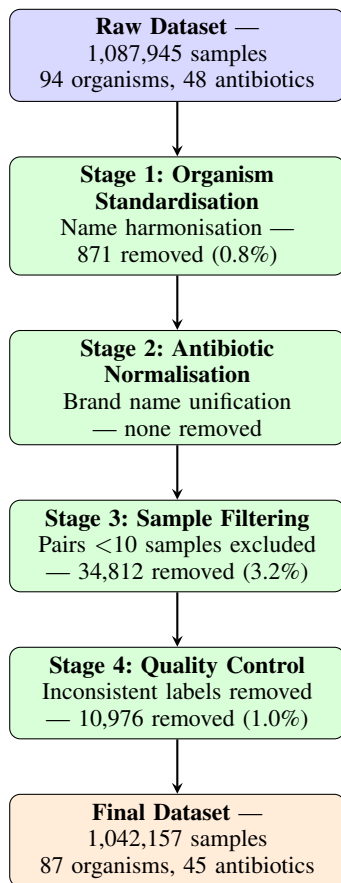 Raw Dataset —
1,087,945 samples
94 organisms, 48 antibiotics
Stage 1: Organism
Standardisation
Name harmonisation —
871 removed (0.8%)
Stage 2: Antibiotic
Normalisation
Brand name unification
— none removed
Stage 3: Sample Filtering
Pairs <10 samples excluded
— 34,812 removed (3.2%)
Stage 4: Quality Control
Inconsistent labels removed
— 10,976 removed (1.0%)
Final Dataset —
1,042,157 samples
87 organisms, 45 antibiotics